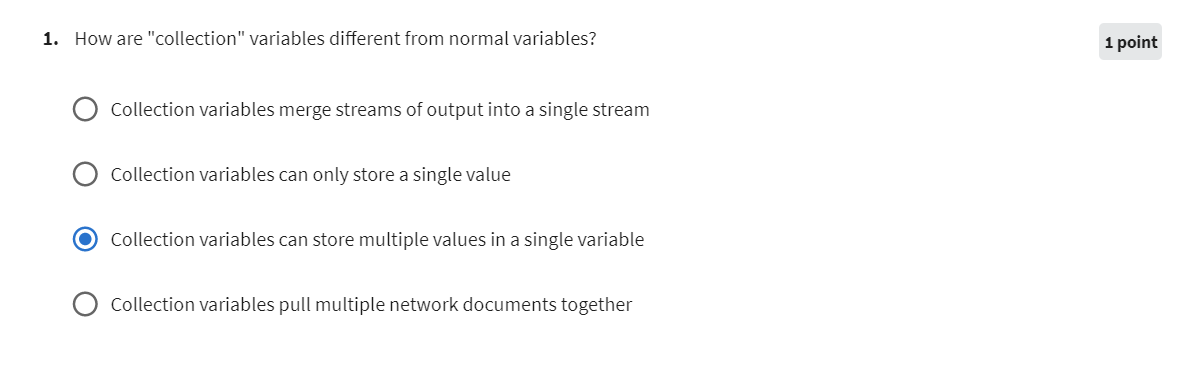 1. How are "collection" variables different from normal variables?
1 point
Collection variables merge streams of output into a single stream
Collection variables can only store a single value
Collection variables can store multiple values in a single variable
Collection variables pull multiple network documents together